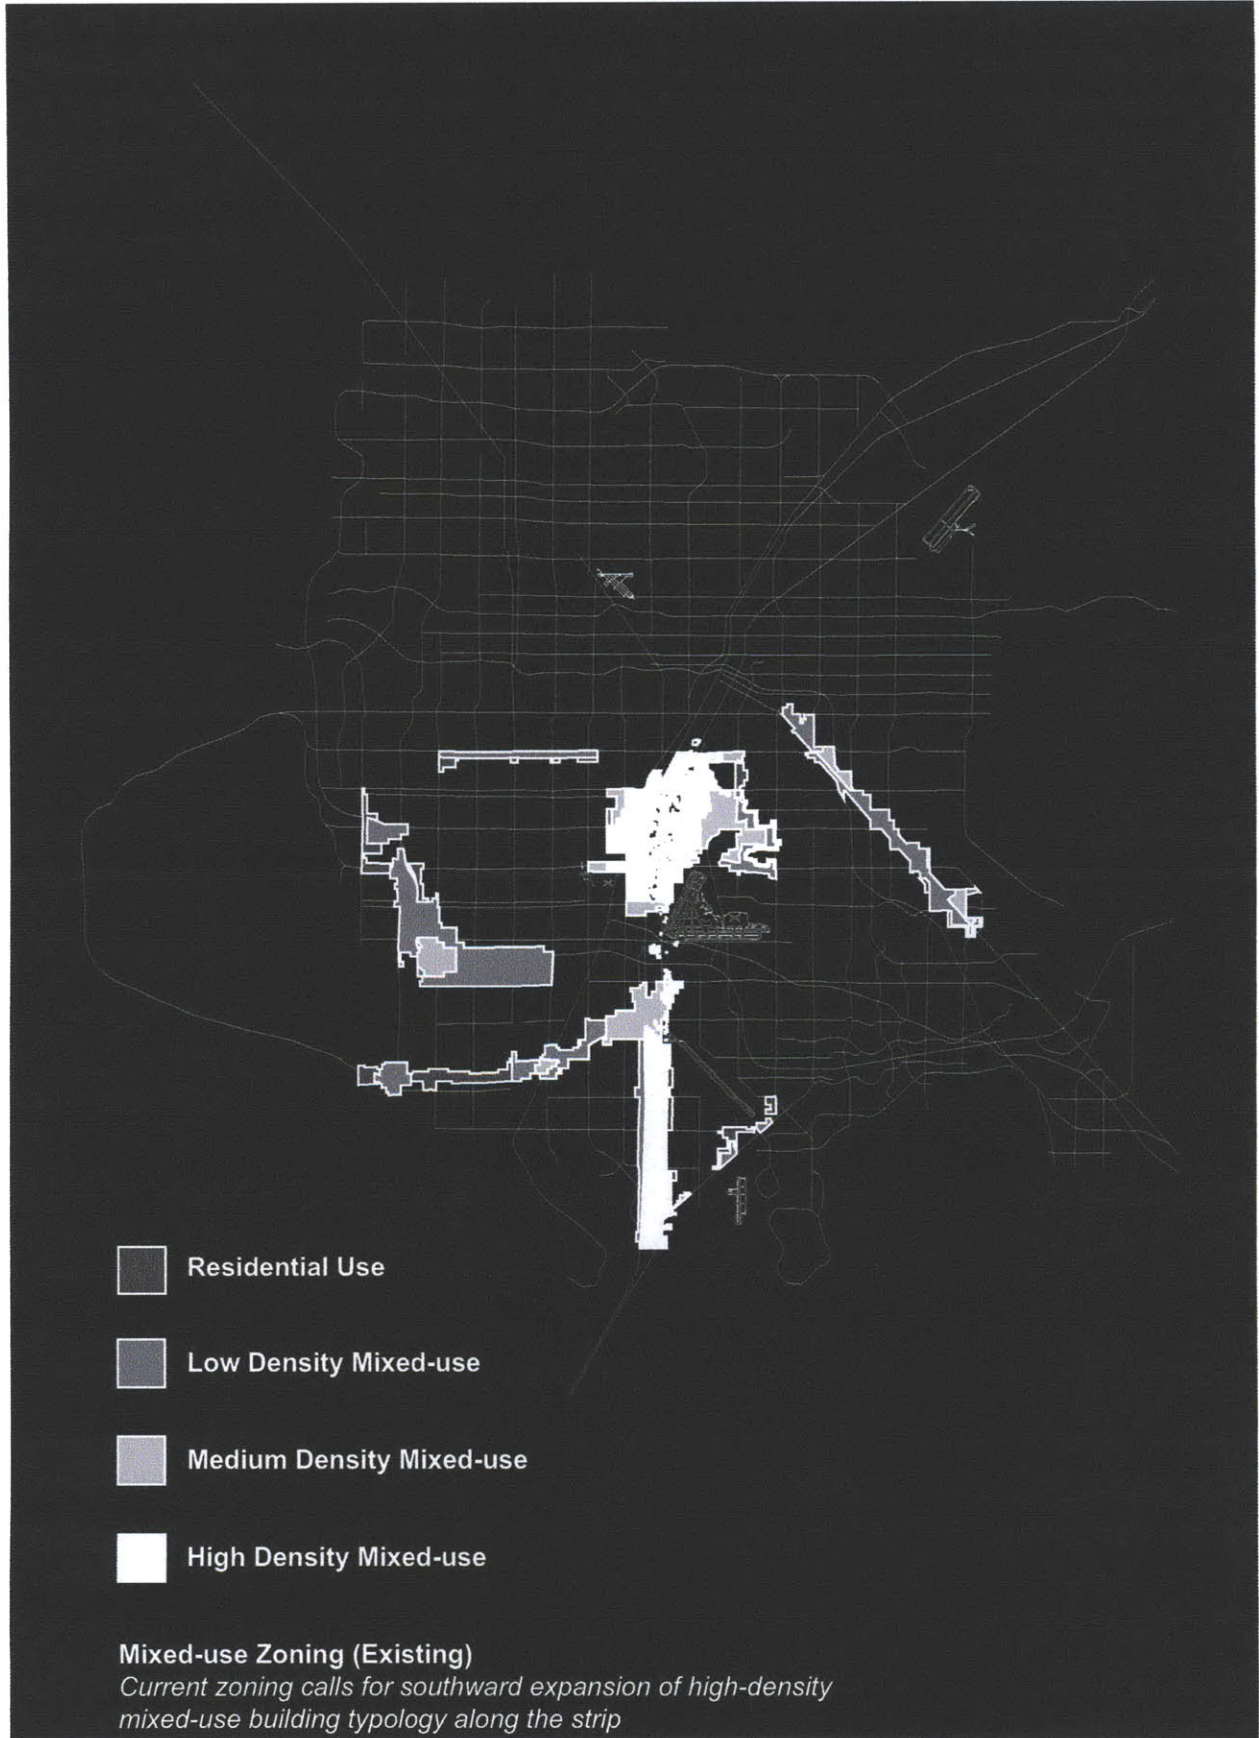 Residential Use
Low Density Mixed-use
Medium Density Mixed-use
High Density Mixed-use
Mixed-use Zoning (Existing)
Current zoning calls for southward expansion of high-density
mixed-use building typology along the strip